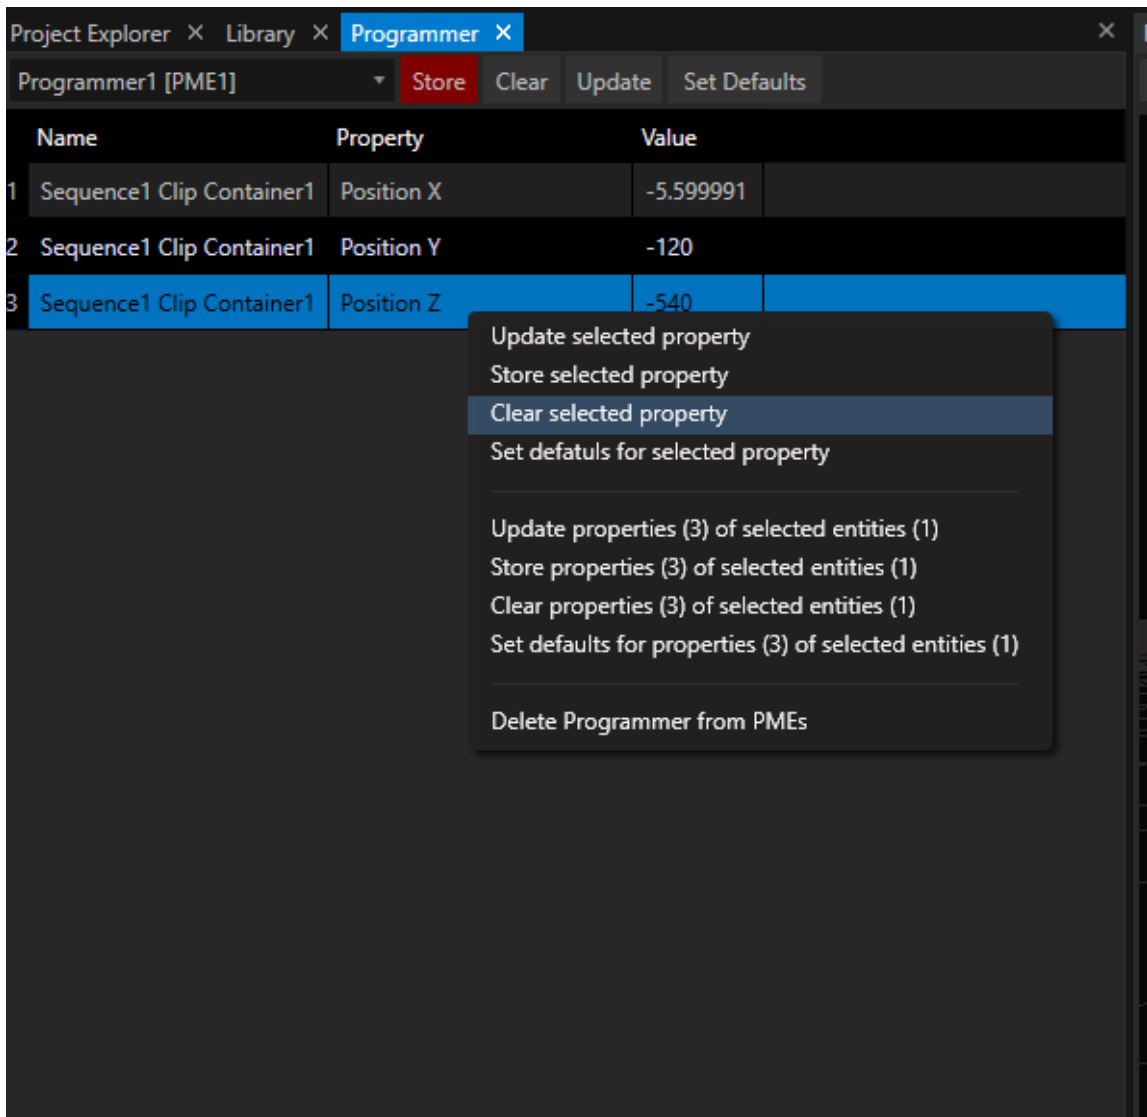 Project Explorer × Library × Programmer × ×
Programmer1 [PME1] Store Clear Update Set Defaults
Name Property Value
1 Sequence1 Clip Container1 Position X -5.599991
2 Sequence1 Clip Container1 Position Y -120
3 Sequence1 Clip Container1 Position Z -540
Update selected property
Store selected property
Clear selected property
Set defatuls for selected property
Update properties (3) of selected entities (1)
Store properties (3) of selected entities (1)
Clear properties (3) of selected entities (1)
Set defaults for properties (3) of selected entities (1)
Delete Programmer from PMEs